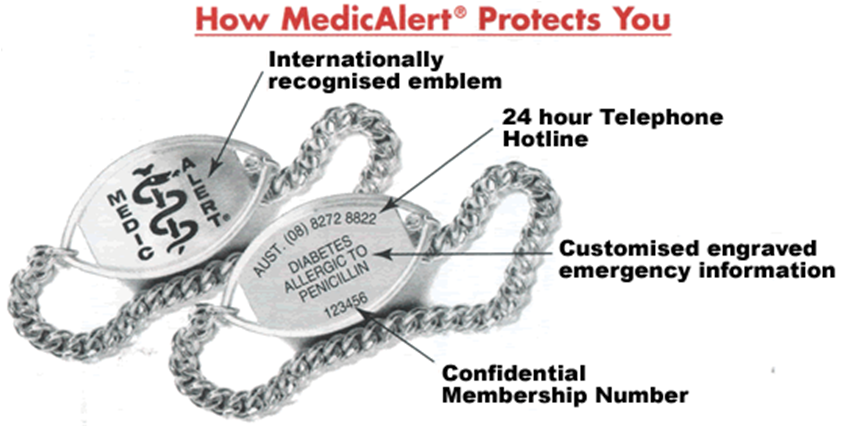 How MedicAlert® Protects You
Internationally
recognised emblem
24 hour Telephone
Hotline
MEDIC
ALERT®
AUST. (08) 8272 8822
DIABETES
ALLERGIC TO
PENICILLIN
123456
Customised engraved
emergency information
Confidential
Membership Number